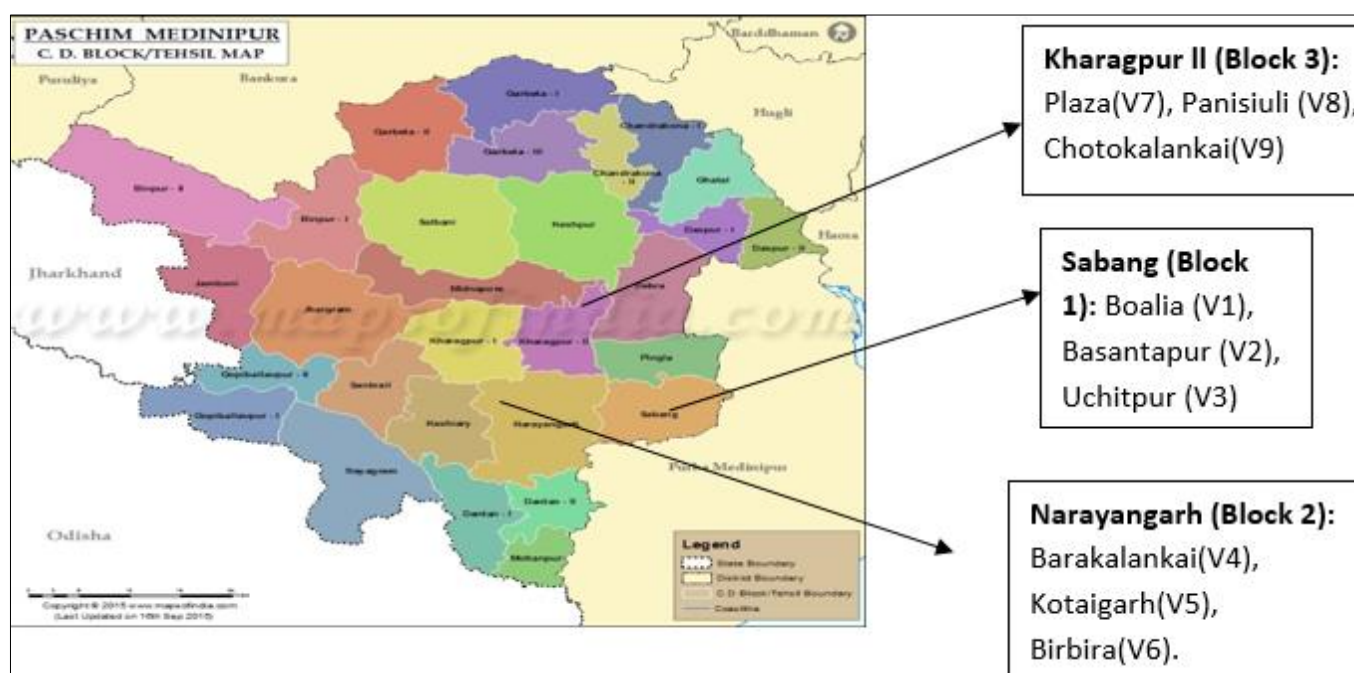 PASCHIM MEDINIPUR
C. D. BLOCK/TEHSIL MAP
Barddhaman
Puruliya
Bankura
Hugli
Garbeta - I
Garbeta - II
Garbeta - III
Chandrakona - I
Chandrakona - II
Ghatal
Binpur - II
Binpur - I
Salbani
Keshpur
Daspur - I
Daspur - II
Haora
Jharkhand
Jamboni
Midnapore
Debra
Jhargram
www.mapsofindia.com
Kharagpur - I
Kharagpur - II
Pingla
Gopiballavpur - II
Sankrail
Gopiballavpur - I
Keshiary
Narayangarh
Sabang
Nayagram
Purba Medinipur
Dantan - II
Dantan - I
Odisha
Mohanpur
Legend
State Boundary
District Boundary
C.D Block/Tehsil Boundary
Coastline
Copyright © 2015 www.mapsofindia.com
(Last Updated on 16th Sep 2015)
Kharagpur ll (Block 3):
Plaza(V7), Panisiuli (V8),
Chotokalankai(V9)
Sabang (Block
1): Boalia (V1),
Basantapur (V2),
Uchitpur (V3)
Narayangarh (Block 2):
Barakalankai(V4),
Kotaigarh(V5),
Birbira(V6).